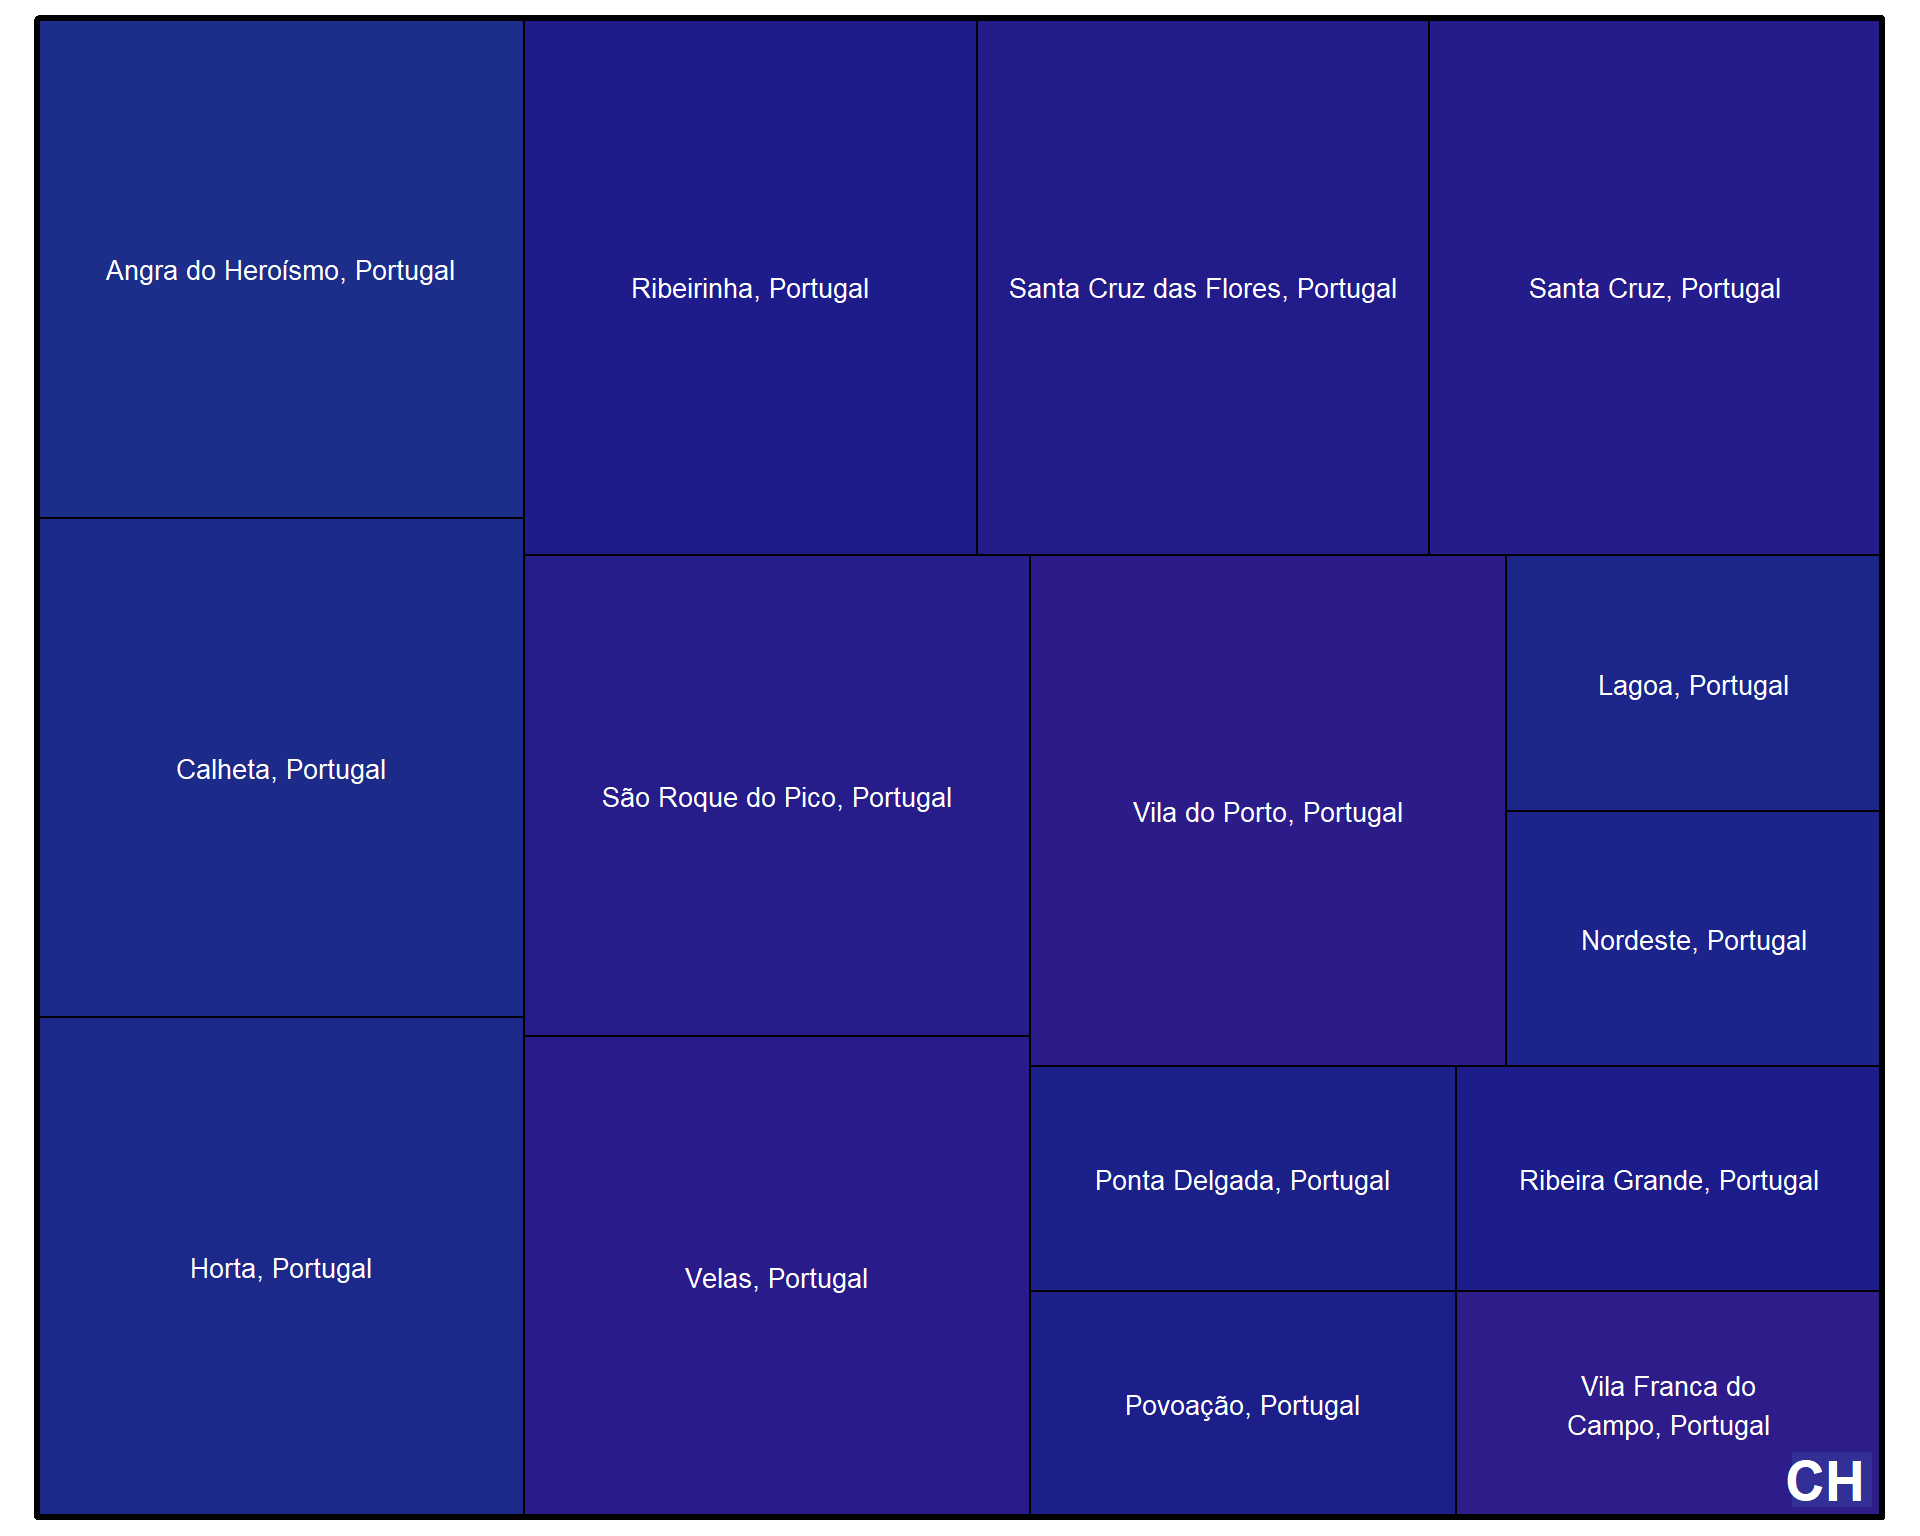 Angra do Heroísmo, Portugal
Ribeirinha, Portugal
Santa Cruz das Flores, Portugal
Santa Cruz, Portugal
Lagoa, Portugal
Calheta, Portugal
São Roque do Pico, Portugal
Vila do Porto, Portugal
Nordeste, Portugal
Ponta Delgada, Portugal
Ribeira Grande, Portugal
Horta, Portugal
Velas, Portugal
Povoação, Portugal
Vila Franca do
Campo, Portugal
CH